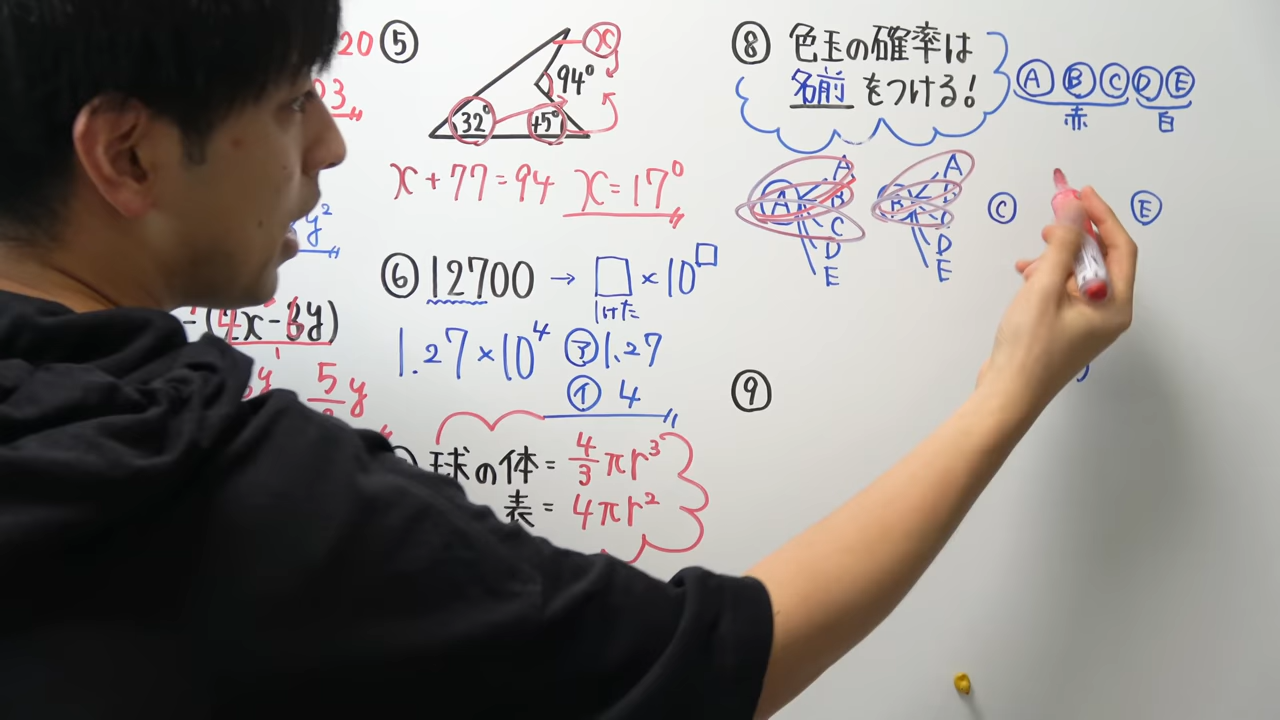 20
03
y²
-(4x-3y)
5
y
⑤
x
94°
32°
45°
x+77=94 x=17°
⑥ 12700 → □×10^□
1けた
1.27×10⁴ ㋐1.27
㋑ 4
球の体=4/3πr³
表=4πr²
⑧ 色玉の確率は
名前をつける!
Ⓐ Ⓑ Ⓒ Ⓓ Ⓔ
赤 白
A A B C D E
B A D E
Ⓒ Ⓔ
⑨